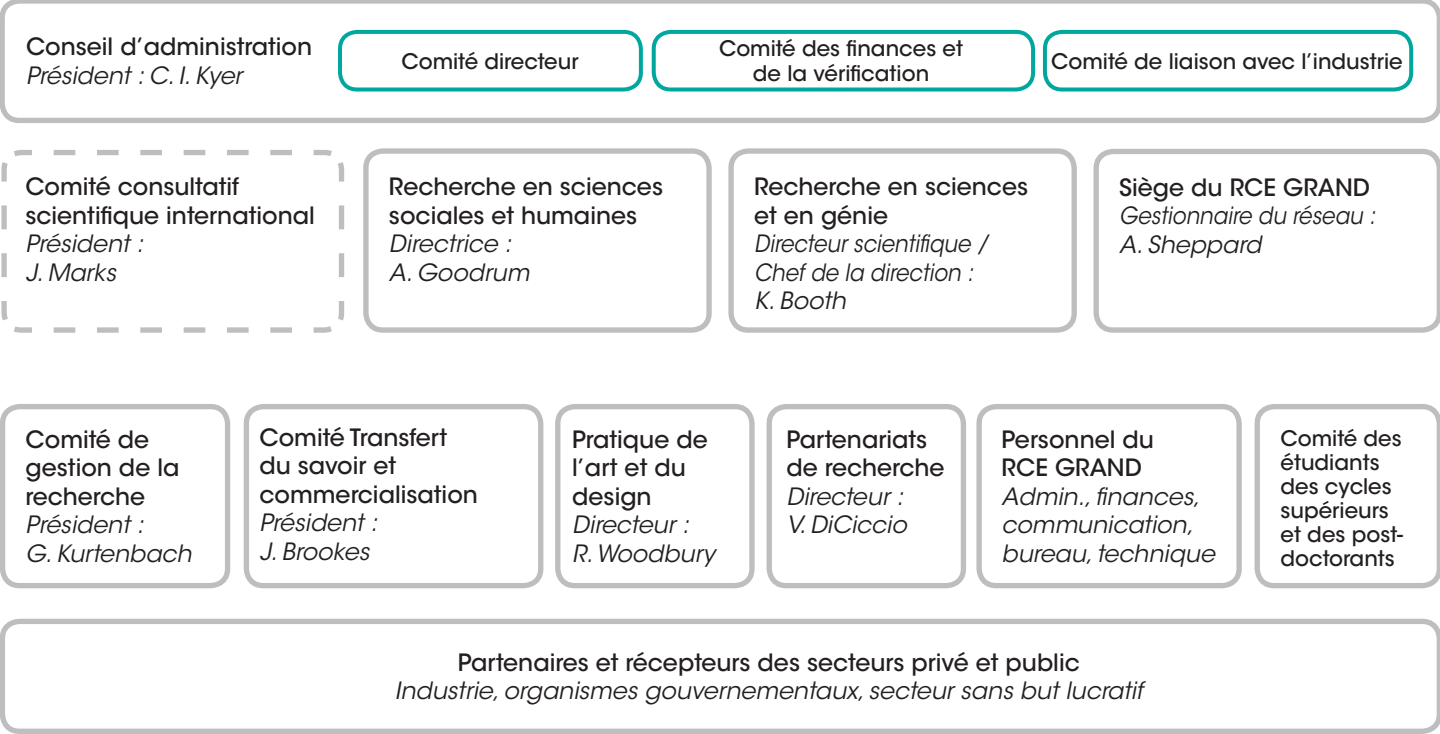 Conseil d'administration
Président : C. I. Kyer
Comité directeur
Comité des finances et
de la vérification
Comité de liaison avec l'industrie
Comité consultatif
scientifique international
Président :
J. Marks
Recherche en sciences
sociales et humaines
Directrice :
A. Goodrum
Recherche en sciences
et en génie
Directeur scientifique /
Chef de la direction :
K. Booth
Siège du RCE GRAND
Gestionnaire du réseau :
A. Sheppard
Comité de
gestion de la
recherche
Président :
G. Kurtenbach
Comité Transfert
du savoir et
commercialisation
Président :
J. Brookes
Pratique de
l'art et du
design
Directeur :
R. Woodbury
Partenariats
de recherche
Directeur :
V. DiCiccio
Personnel du
RCE GRAND
Admin., finances,
communication,
bureau, technique
Comité des
étudiants
des cycles
supérieurs
et des post-
doctorants
Partenaires et récepteurs des secteurs privé et public
Industrie, organismes gouvernementaux, secteur sans but lucratif